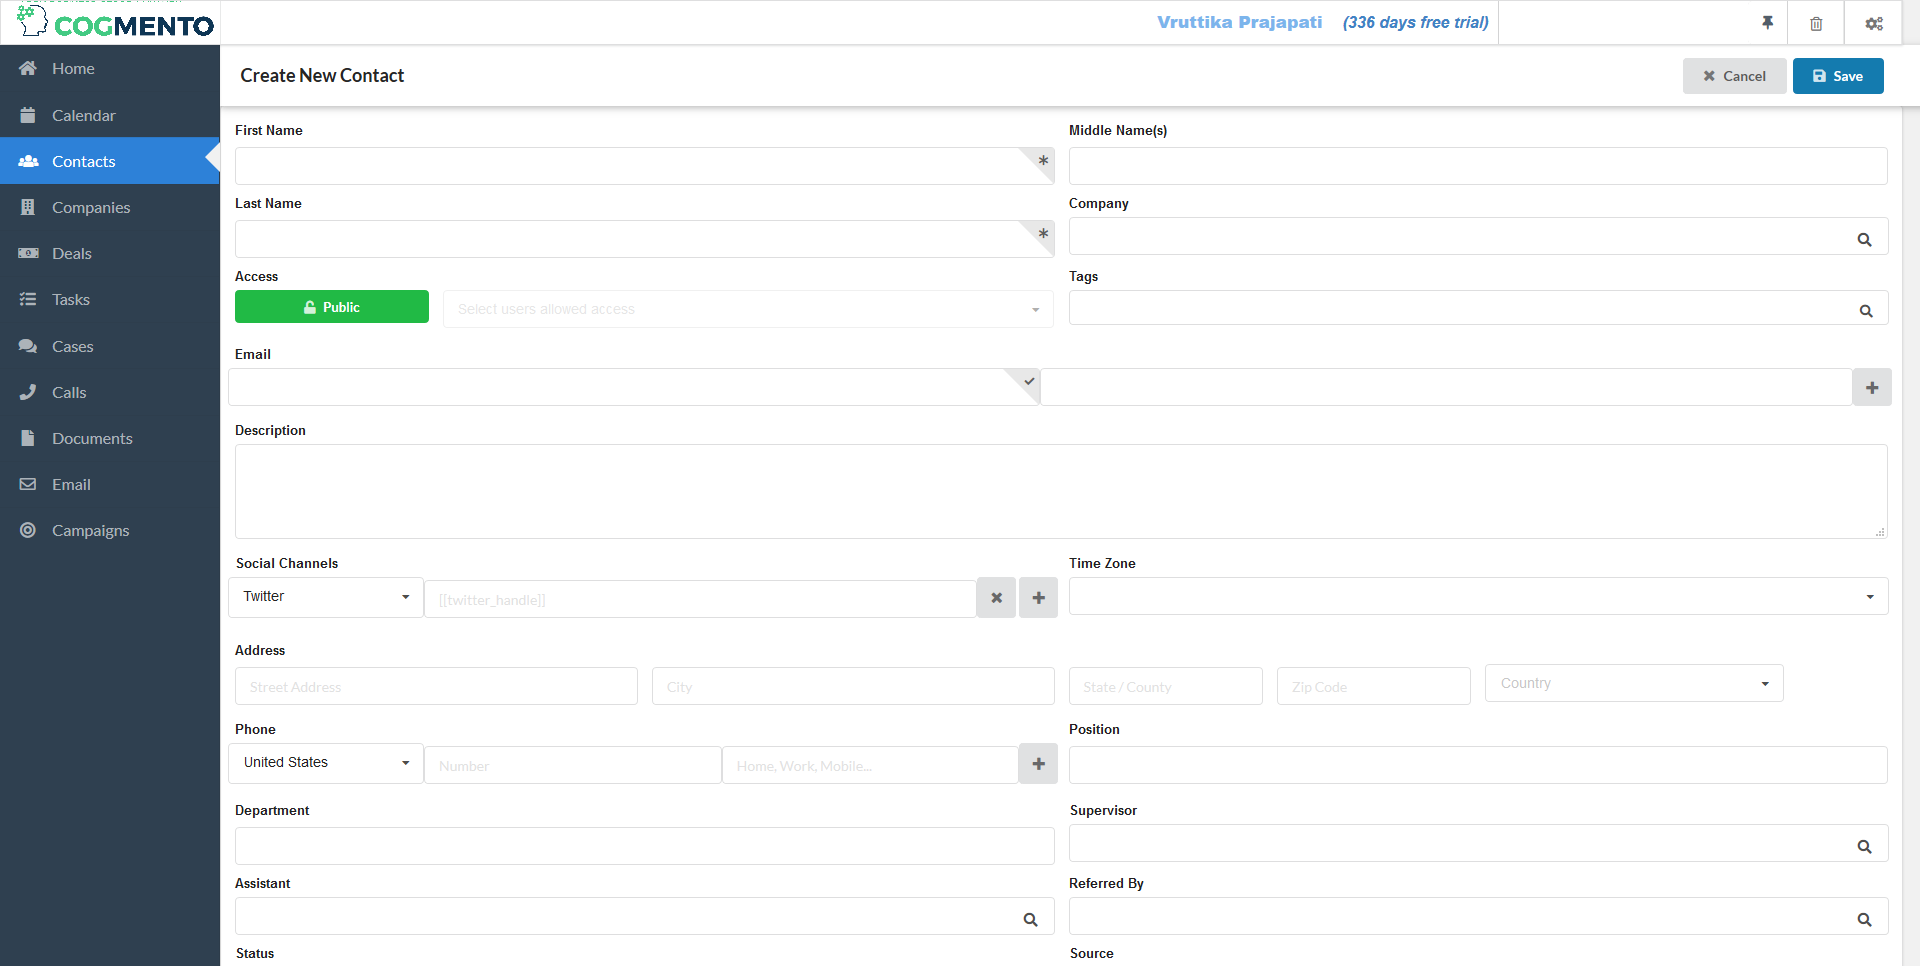 COGMENTO
Vruttika Prajapati (336 days free trial)
Home
Calendar
Contacts
Companies
Deals
Tasks
Cases
Calls
Documents
Email
Campaigns
Create New Contact
Cancel
Save
First Name
Middle Name(s)
*
Last Name
Company
*
Access
Tags
Public
Select users allowed access
Email
Description
Social Channels
Time Zone
Twitter
[[twitter_handle]]
Address
Street Address
City
State / County
Zip Code
Country
Phone
Position
United States
Number
Home, Work, Mobile...
Department
Supervisor
Assistant
Referred By
Status
Source